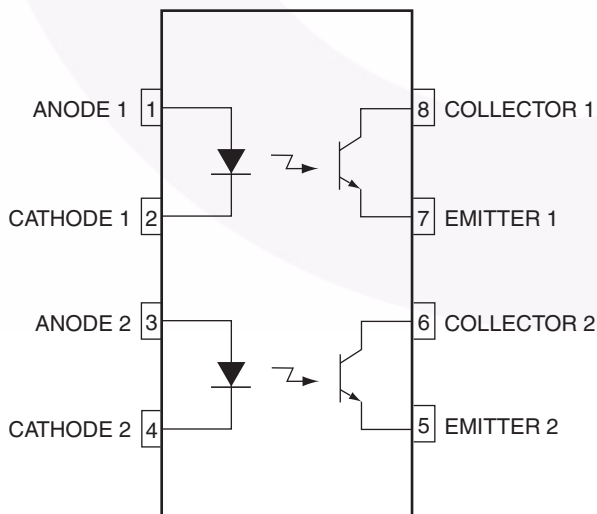 ANODE 1 1 8 COLLECTOR 1
CATHODE 1 2 7 EMITTER 1
ANODE 2 3 6 COLLECTOR 2
CATHODE 2 4 5 EMITTER 2